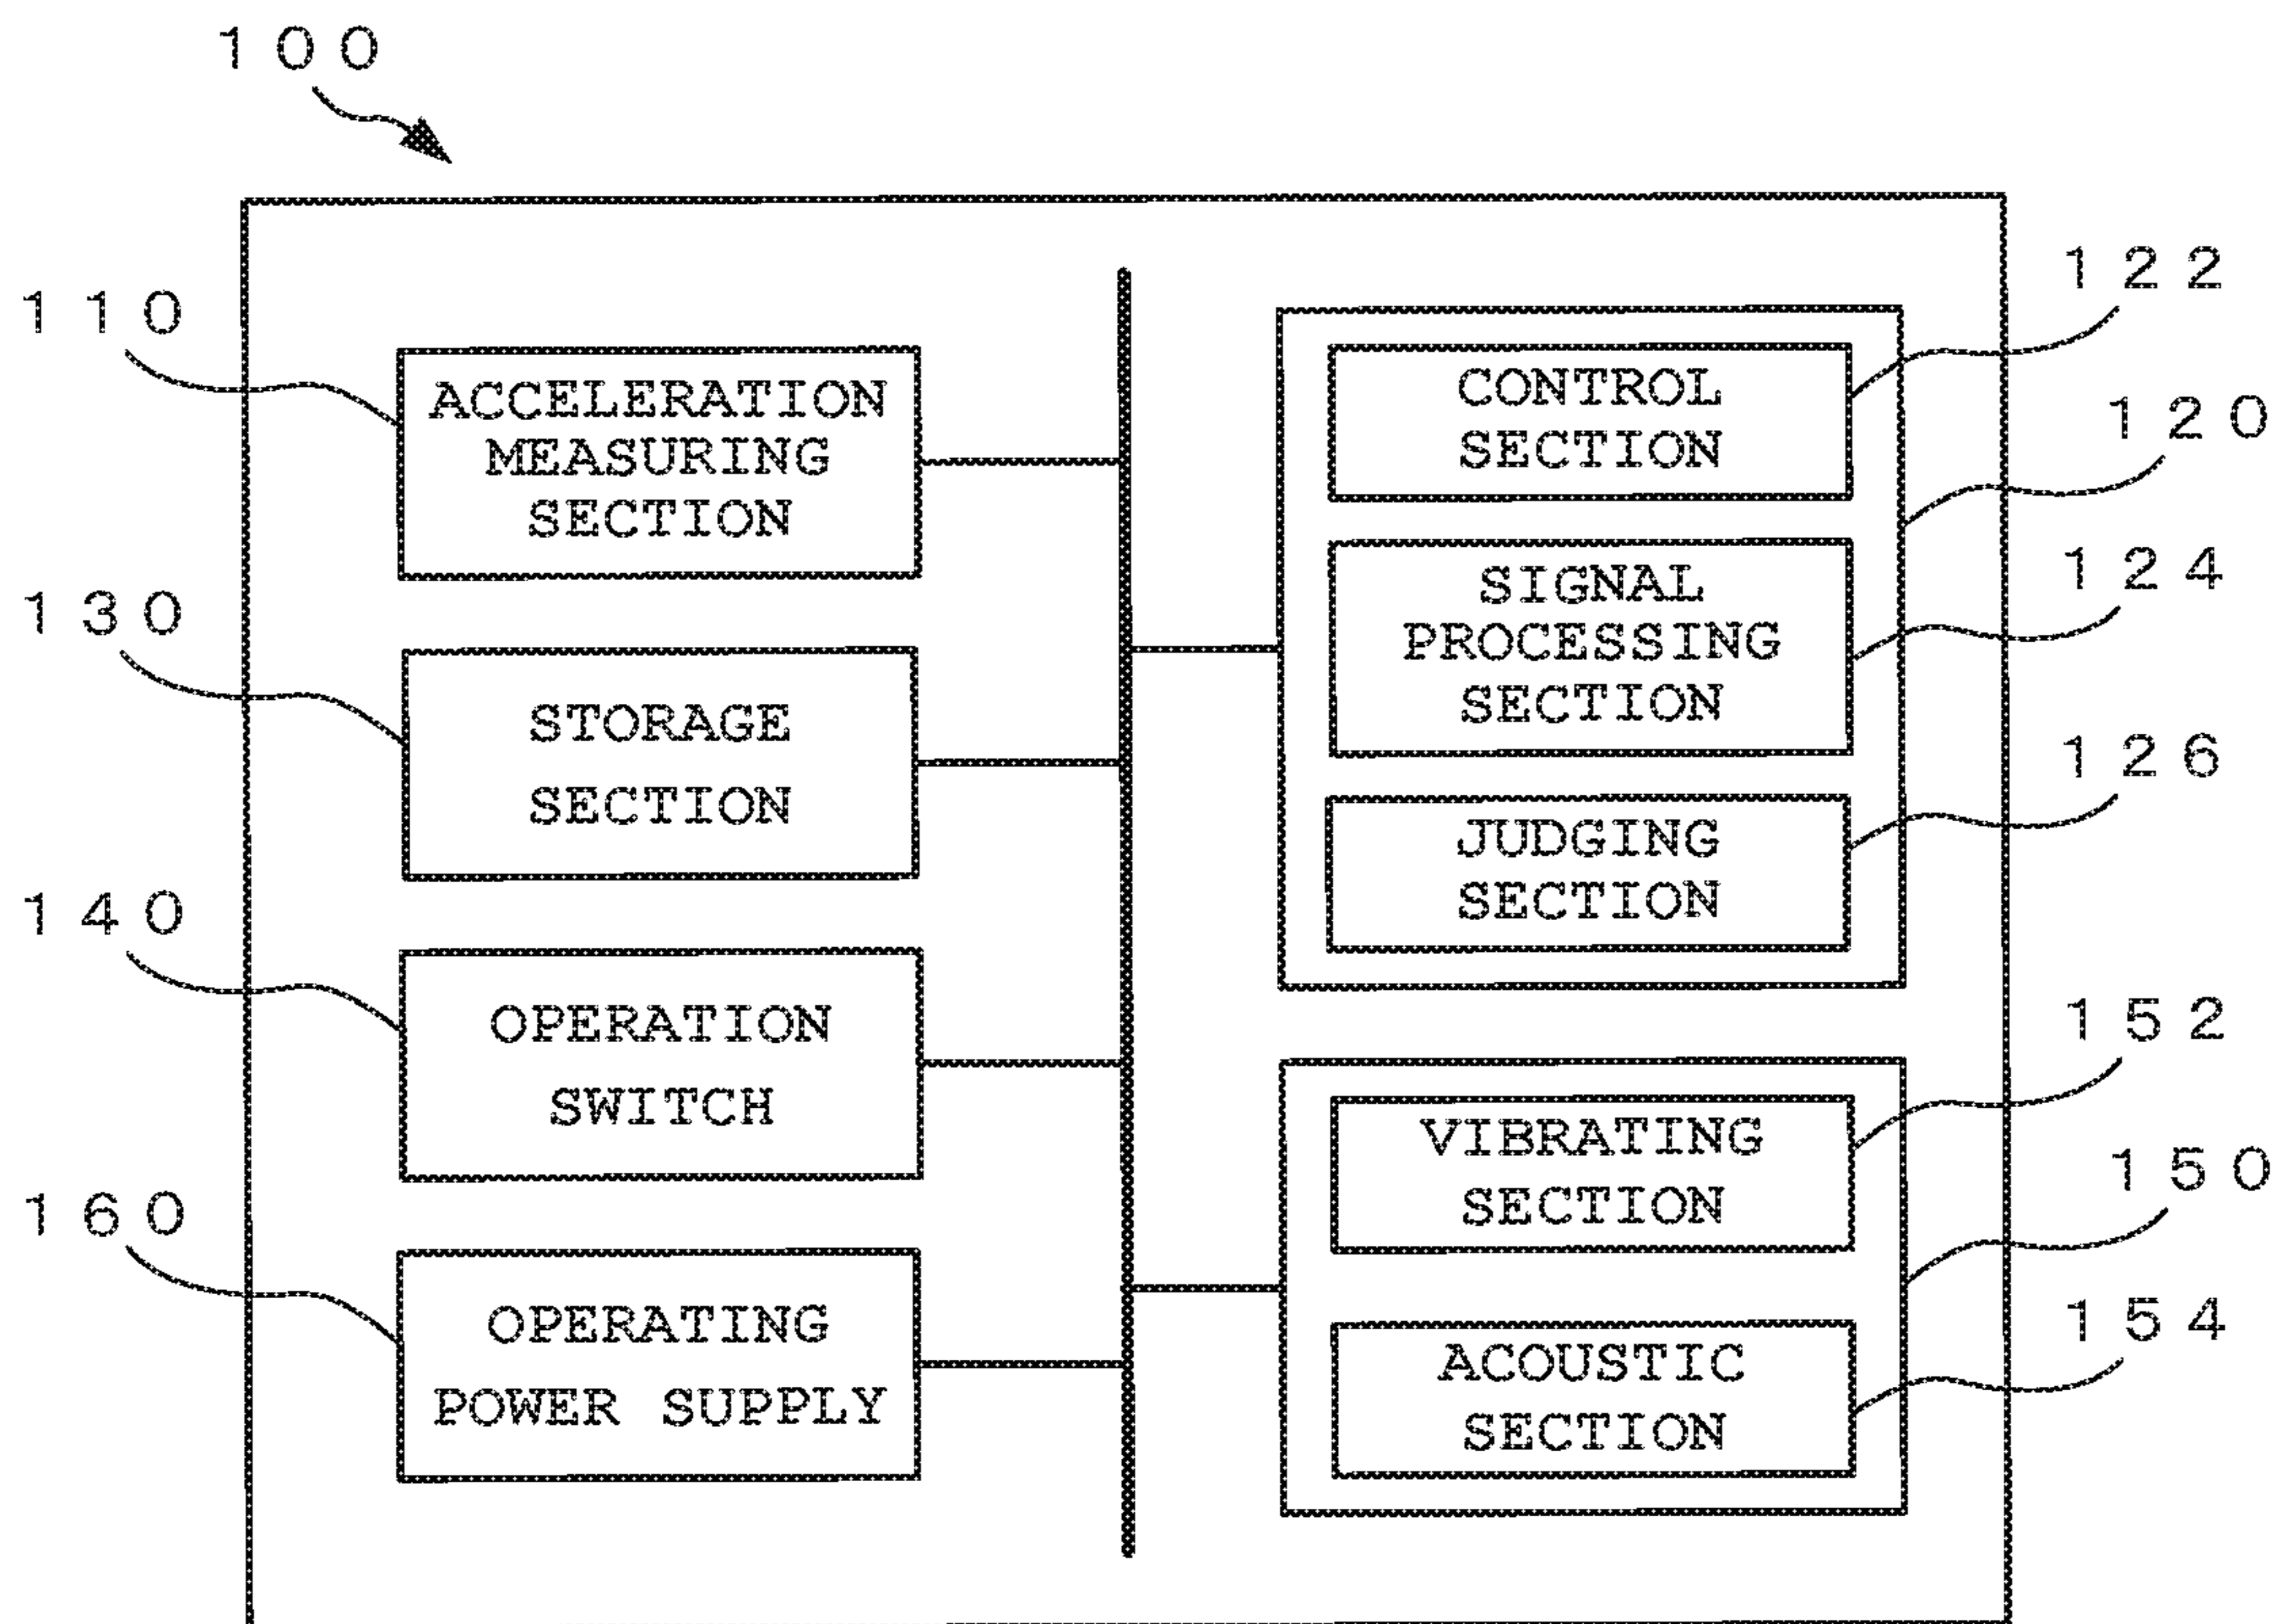 100
110
ACCELERATION
MEASURING
SECTION
130
STORAGE
SECTION
140
OPERATION
SWITCH
160
OPERATING
POWER SUPPLY
122
CONTROL
SECTION
120
124
SIGNAL
PROCESSING
SECTION
126
JUDGING
SECTION
152
VIBRATING
SECTION
150
154
ACOUSTIC
SECTION